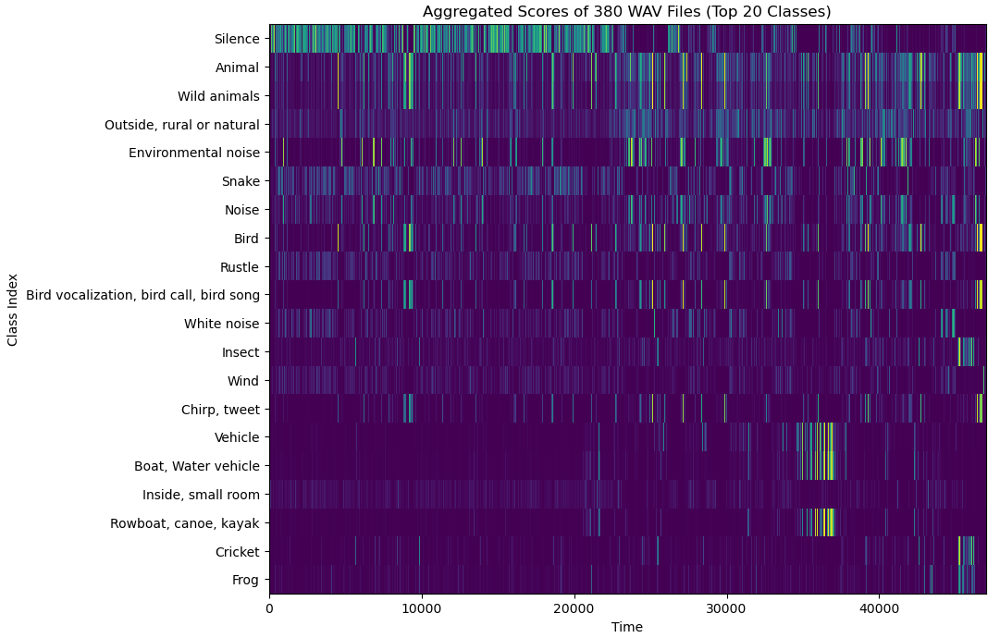 Aggregated Scores of 380 WAV Files (Top 20 Classes)
Class Index
Silence
Animal
Wild animals
Outside, rural or natural
Environmental noise
Snake
Noise
Bird
Rustle
Bird vocalization, bird call, bird song
White noise
Insect
Wind
Chirp, tweet
Vehicle
Boat, Water vehicle
Inside, small room
Rowboat, canoe, kayak
Cricket
Frog
0 10000 20000 30000 40000
Time